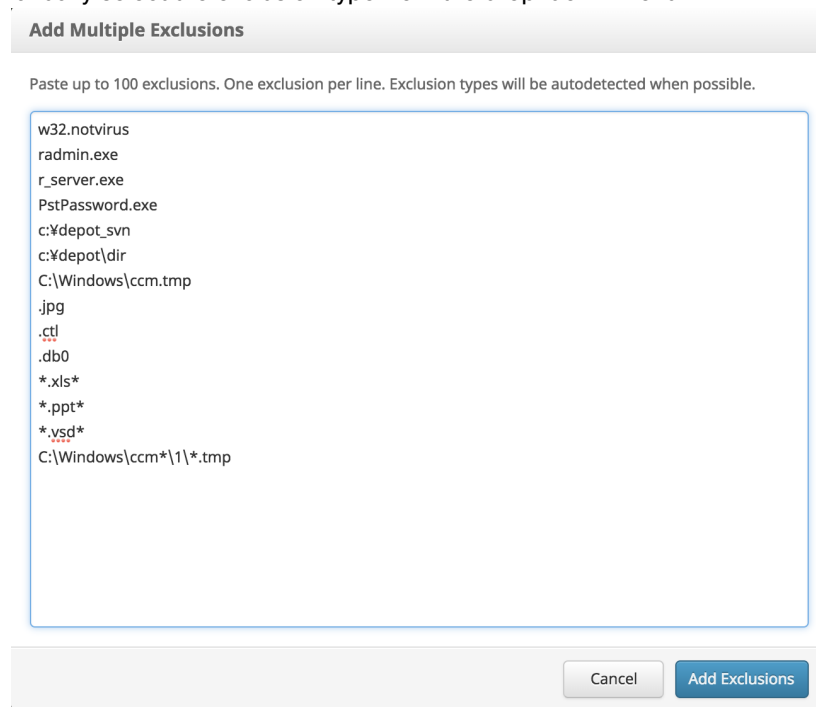 Add Multiple Exclusions
Paste up to 100 exclusions. One exclusion per line. Exclusion types will be autodetected when possible.
w32.notvirus
radmin.exe
r_server.exe
PstPassword.exe
c:¥depot_svn
c:¥depot\dir
C:\Windows\ccm.tmp
.jpg
.ctl
.db0
*.xls*
*.ppt*
*.vsd*
C:\Windows\ccm*\1\*.tmp
Cancel
Add Exclusions